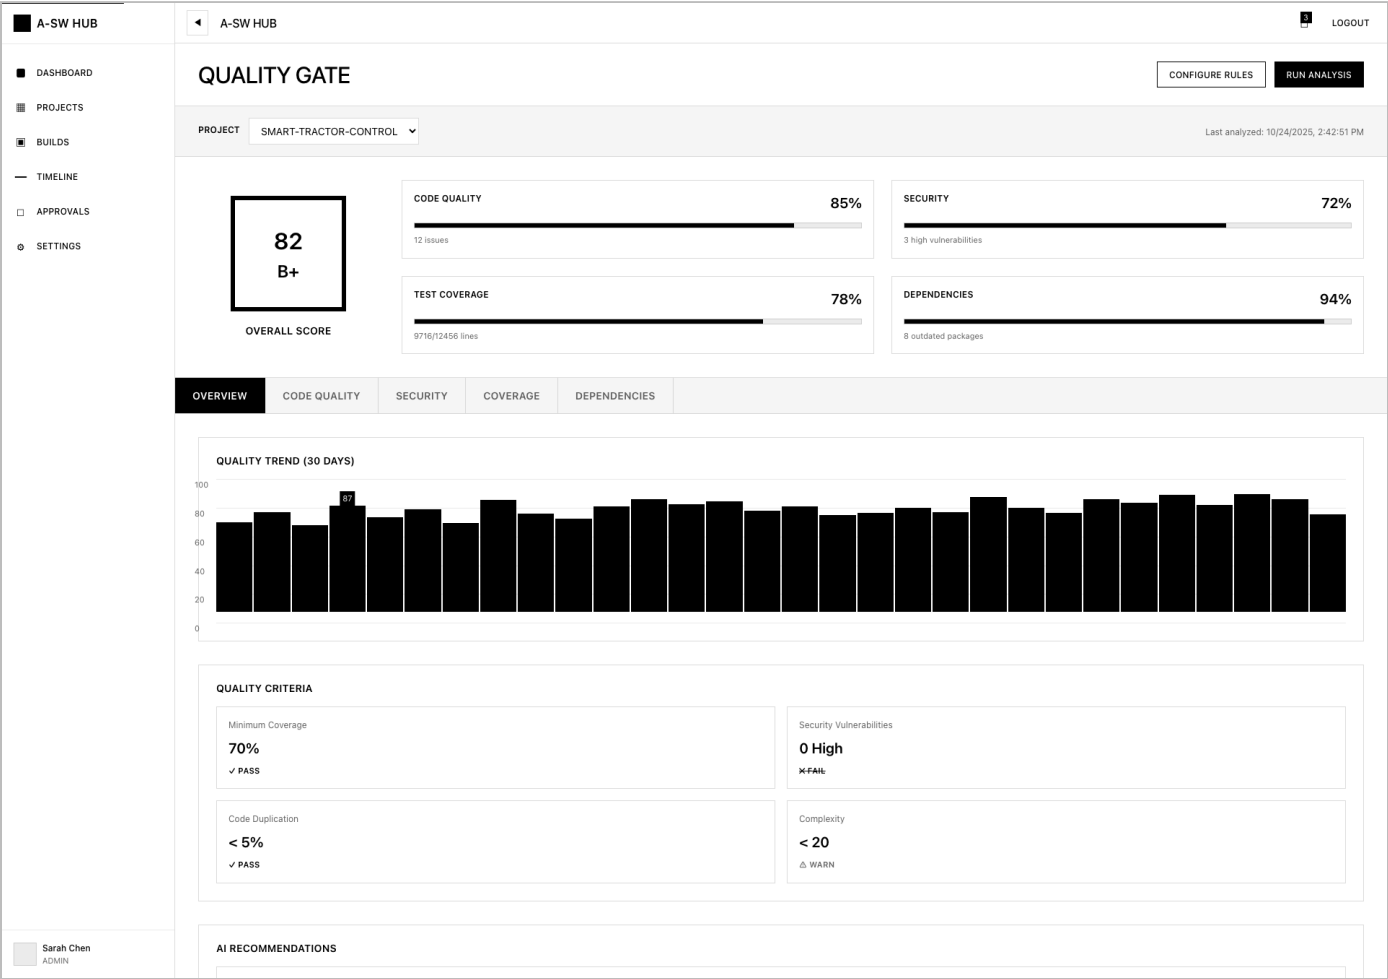 A-SW HUB
A-SW HUB
3
LOGOUT
DASHBOARD
PROJECTS
BUILDS
TIMELINE
APPROVALS
SETTINGS
QUALITY GATE
CONFIGURE RULES
RUN ANALYSIS
PROJECT
SMART-TRACTOR-CONTROL
Last analyzed: 10/24/2025, 2:42:51 PM
82
B+
OVERALL SCORE
CODE QUALITY
85%
12 issues
SECURITY
72%
3 high vulnerabilities
TEST COVERAGE
78%
9716/12456 lines
DEPENDENCIES
94%
8 outdated packages
OVERVIEW
CODE QUALITY
SECURITY
COVERAGE
DEPENDENCIES
QUALITY TREND (30 DAYS)
100
87
80
60
40
20
0
QUALITY CRITERIA
Minimum Coverage
70%
✓ PASS
Security Vulnerabilities
0 High
✕ FAIL
Code Duplication
< 5%
✓ PASS
Complexity
< 20
⚠ WARN
AI RECOMMENDATIONS
Sarah Chen
ADMIN